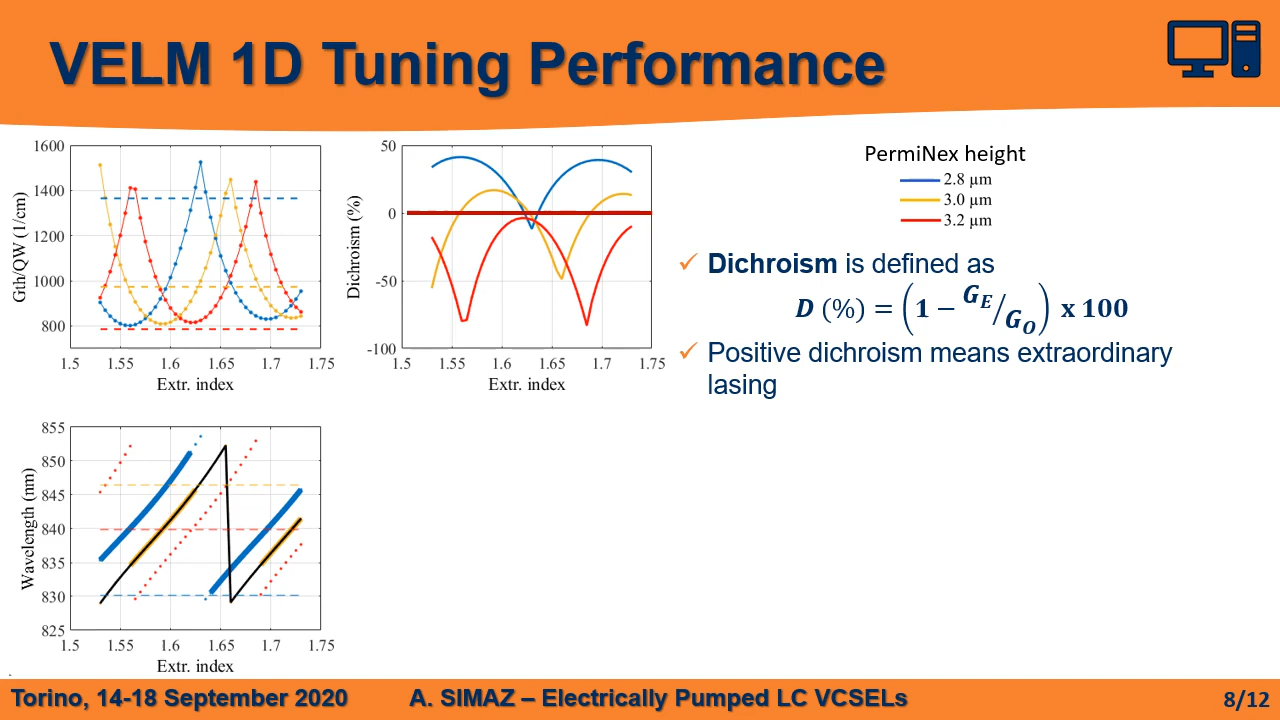 VELM 1D Tuning Performance
1600
1400
1200
1000
800
Gth/QW (1/cm)
1.5 1.55 1.6 1.65 1.7 1.75
Extr. index
50
0
-50
-100
Dichroism (%)
1.5 1.55 1.6 1.65 1.7 1.75
Extr. index
PermiNex height
2.8 µm
3.0 µm
3.2 µm
✓ Dichroism is defined as
D (%) = (1 − G_E/G_O) x 100
✓ Positive dichroism means extraordinary
lasing
855
850
845
840
835
830
825
Wavelength (nm)
1.5 1.55 1.6 1.65 1.7 1.75
Extr. index
Torino, 14-18 September 2020 A. SIMAZ – Electrically Pumped LC VCSELs 8/12